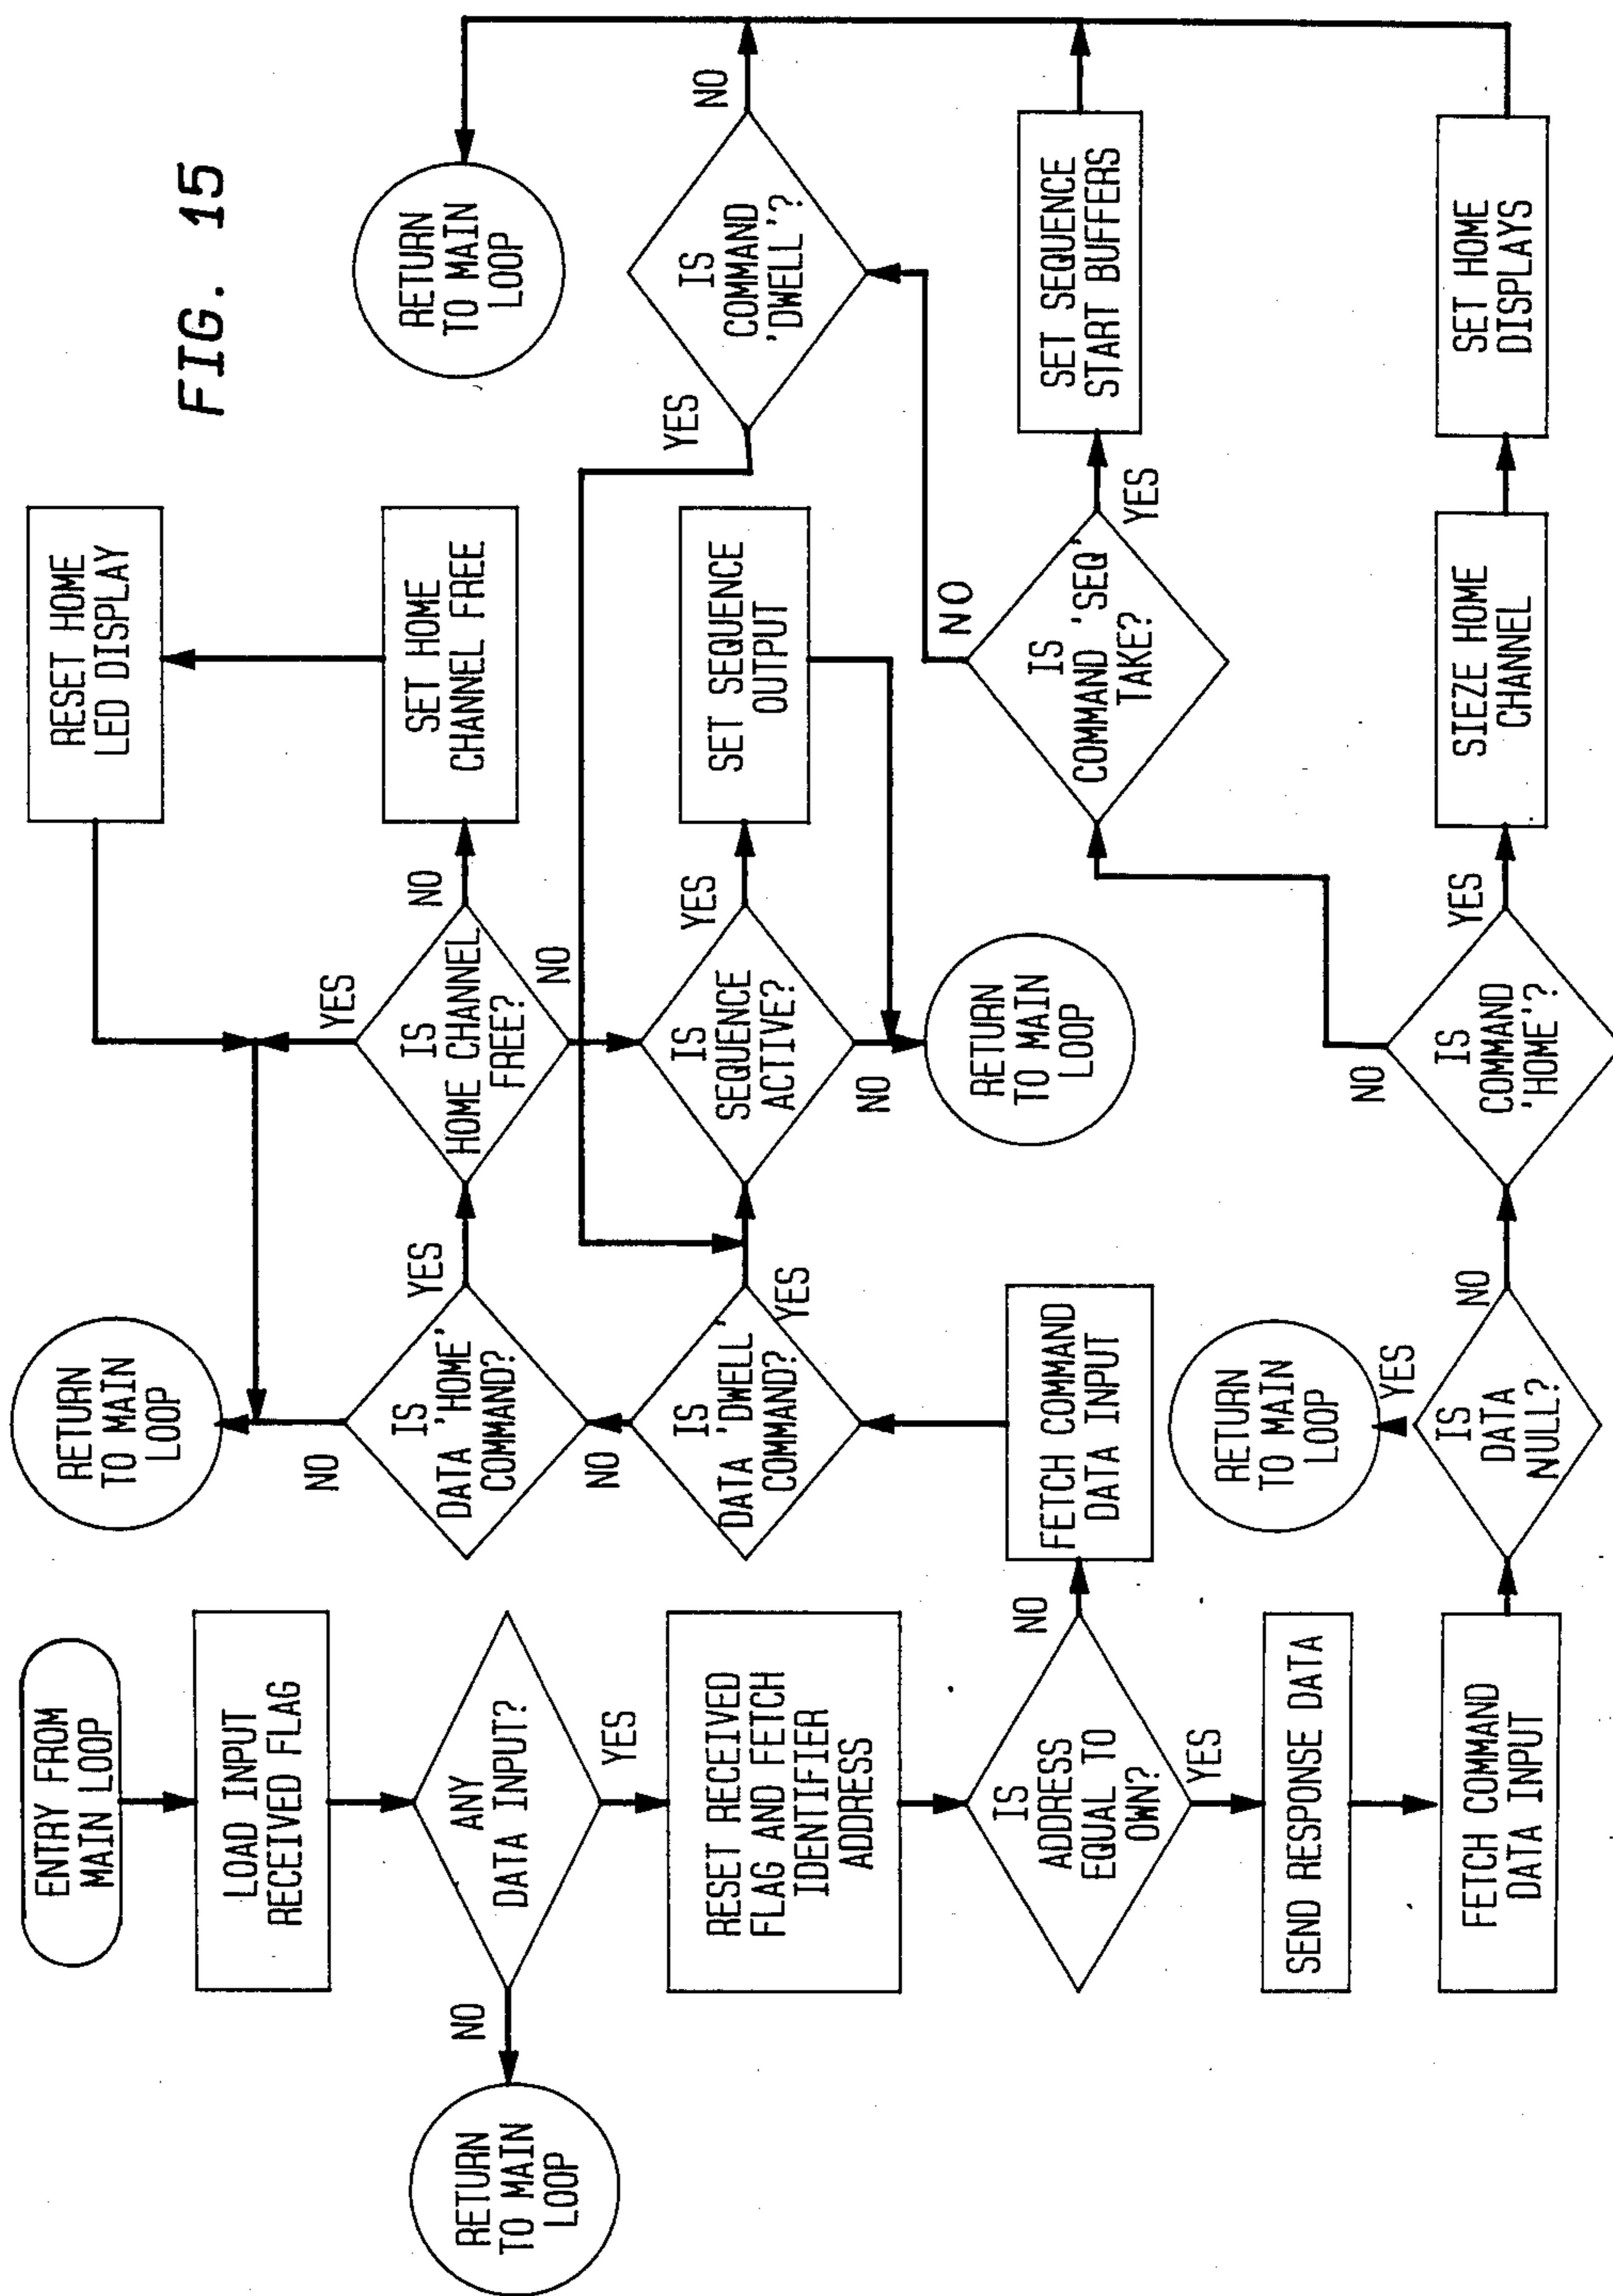 FIG. 15
ENTRY FROM
MAIN LOOP
LOAD INPUT
RECEIVED FLAG
ANY
DATA INPUT?
NO
RETURN
TO MAIN
LOOP
YES
RESET RECEIVED
FLAG AND FETCH
IDENTIFIER
ADDRESS
IS
ADDRESS
EQUAL TO
OWN?
NO
YES
SEND RESPONSE DATA
FETCH COMMAND
DATA INPUT
FETCH COMMAND
DATA INPUT
IS
DATA 'DWELL'
COMMAND?
NO
YES
IS
DATA 'HOME'
COMMAND?
NO
YES
RETURN
TO MAIN
LOOP
IS
HOME CHANNEL
FREE?
YES
NO
NO
SET HOME
CHANNEL FREE
RESET HOME
LED DISPLAY
IS
SEQUENCE
ACTIVE?
YES
NO
SET SEQUENCE
OUTPUT
RETURN
TO MAIN
LOOP
IS
DATA
NULL?
YES
NO
RETURN
TO MAIN
LOOP
IS
COMMAND
'HOME'?
NO
YES
SIEZE HOME
CHANNEL
SET HOME
DISPLAYS
IS
COMMAND 'SEQ'
TAKE?
NO
YES
SET SEQUENCE
START BUFFERS
IS
COMMAND
'DWELL'?
YES
NO
RETURN
TO MAIN
LOOP